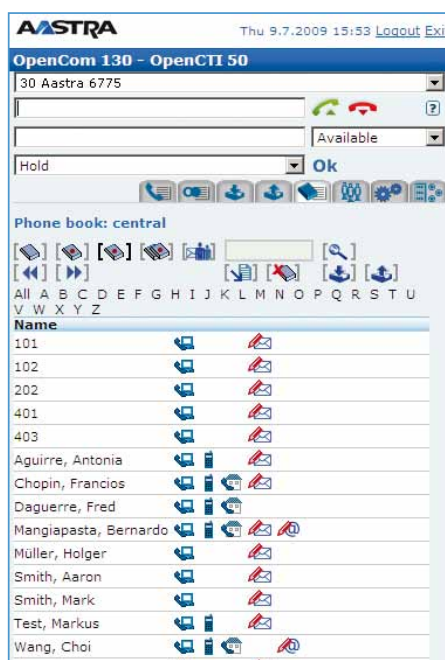 AASTRA
Thu 9.7.2009 15:53 Logout Exi
OpenCom 130 - OpenCTI 50
30 Aastra 6775
?
Available
Hold Ok
Phone book: central
All A B C D E F G H I J K L M N O P Q R S T U
V W X Y Z
Name
101
102
202
401
403
Aguirre, Antonia
Chopin, Francios
Daguerre, Fred
Mangiapasta, Bernardo
Müller, Holger
Smith, Aaron
Smith, Mark
Test, Markus
Wang, Choi